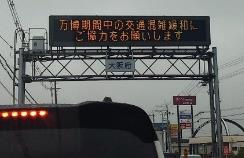 万博期間中の交通混雑緩和に
ご協力をお願いします
大阪府